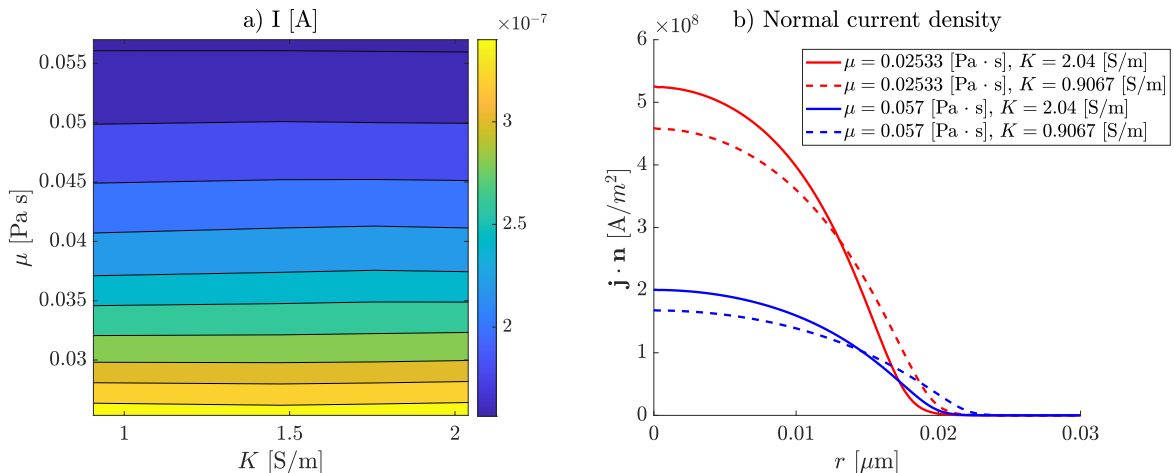 a) I [A]
×10⁻⁷
0.055
0.05
0.045
0.04
0.035
0.03
μ [Pa s]
1
1.5
2
K [S/m]
3
2.5
2
b) Normal current density
×10⁸
6
5
4
3
2
1
0
j · n [A/m²]
0
0.01
0.02
0.03
r [μm]
μ = 0.02533 [Pa · s], K = 2.04 [S/m]
μ = 0.02533 [Pa · s], K = 0.9067 [S/m]
μ = 0.057 [Pa · s], K = 2.04 [S/m]
μ = 0.057 [Pa · s], K = 0.9067 [S/m]